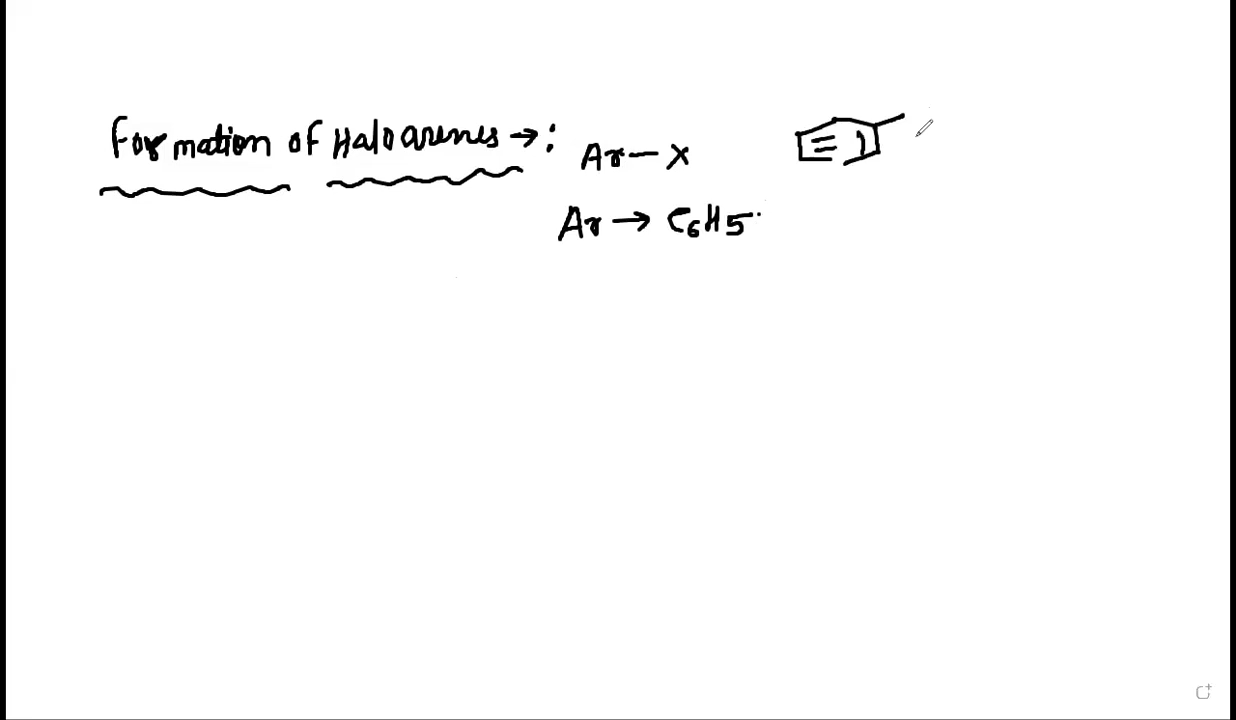 Formation of Haloarenes →:
Ar — X
Ar → C₆H₅·